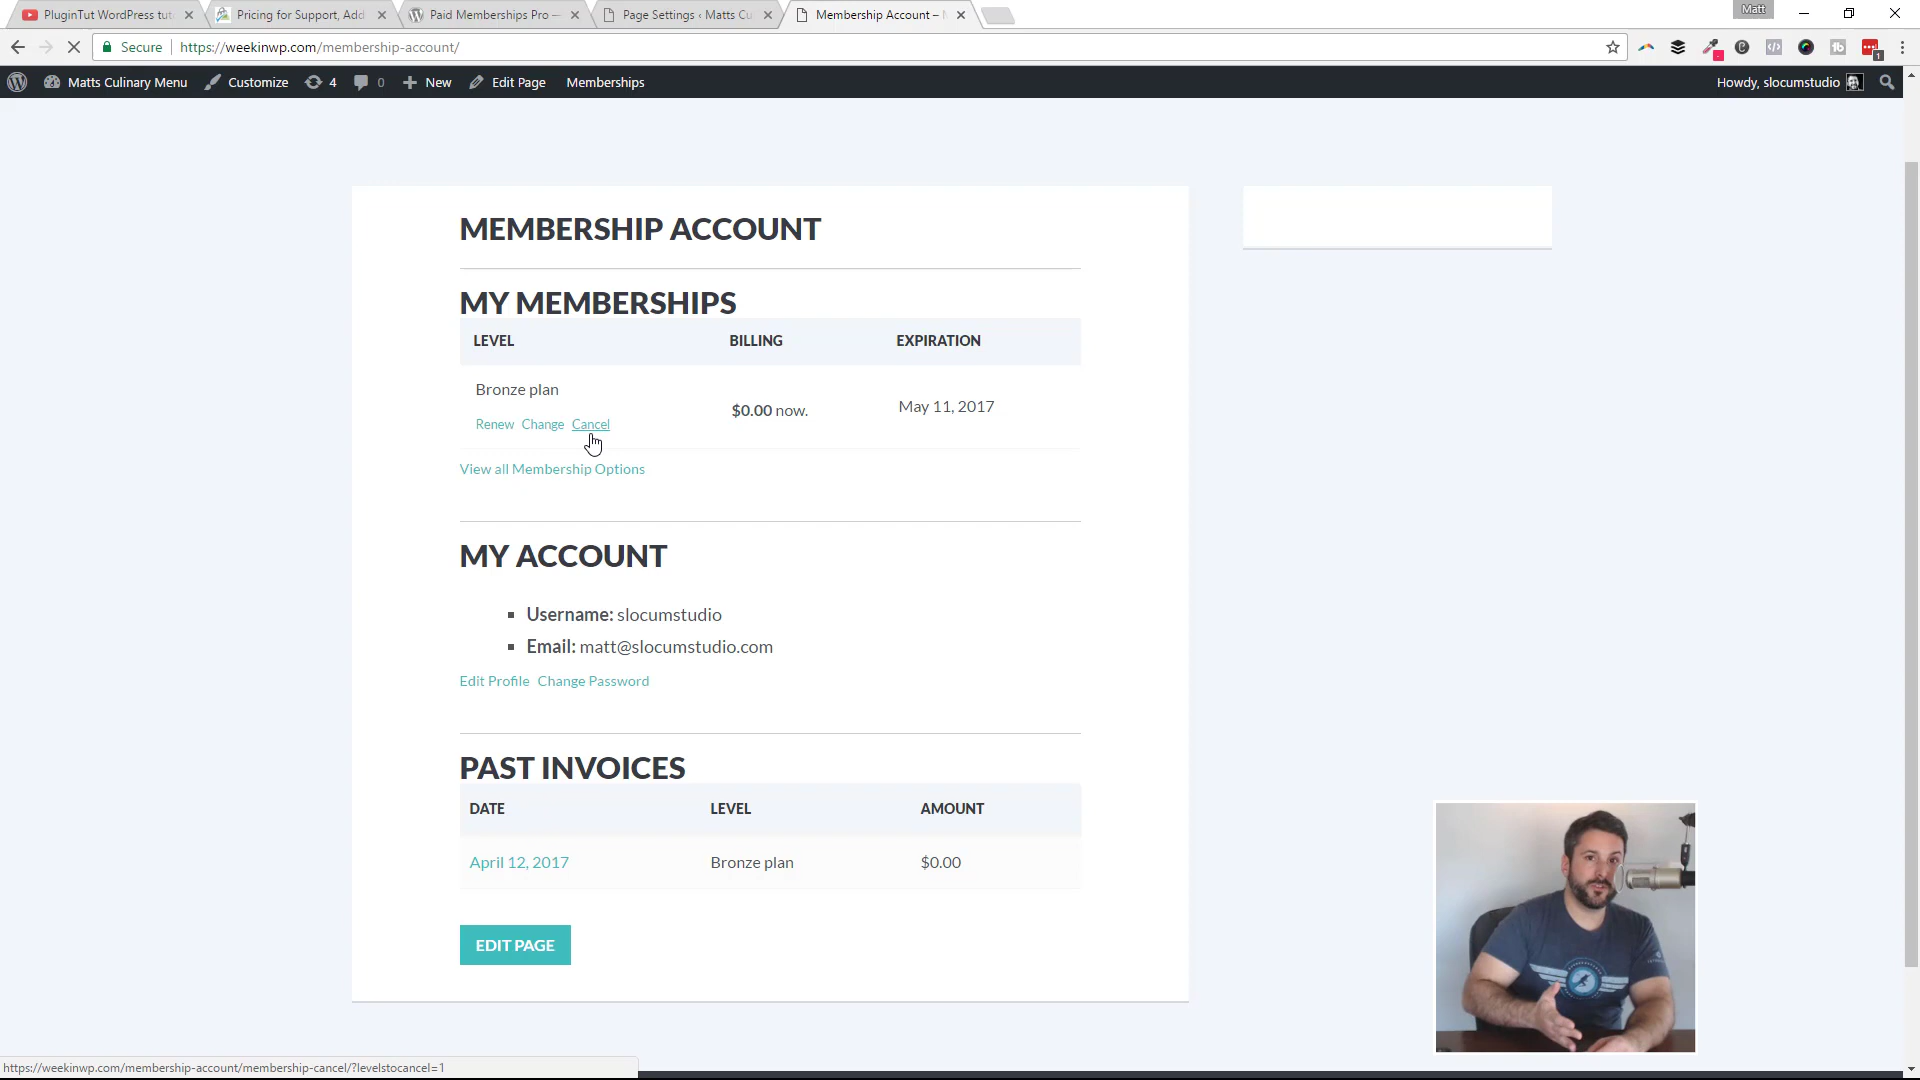 PluginTut WordPress tut
Pricing for Support, Add
Paid Memberships Pro —
Page Settings ‹ Matts Cu
Membership Account –
Matt
Secure
https://weekinwp.com/membership-account/
1
Matts Culinary Menu
Customize
4
0
New
Edit Page
Memberships
Howdy, slocumstudio
MEMBERSHIP ACCOUNT
MY MEMBERSHIPS
LEVEL BILLING EXPIRATION
Bronze plan
$0.00 now.
May 11, 2017
Renew Change Cancel
View all Membership Options
MY ACCOUNT
Username: slocumstudio
Email: matt@slocumstudio.com
Edit Profile Change Password
PAST INVOICES
DATE LEVEL AMOUNT
April 12, 2017 Bronze plan $0.00
EDIT PAGE
https://weekinwp.com/membership-account/membership-cancel/?levelstocancel=1